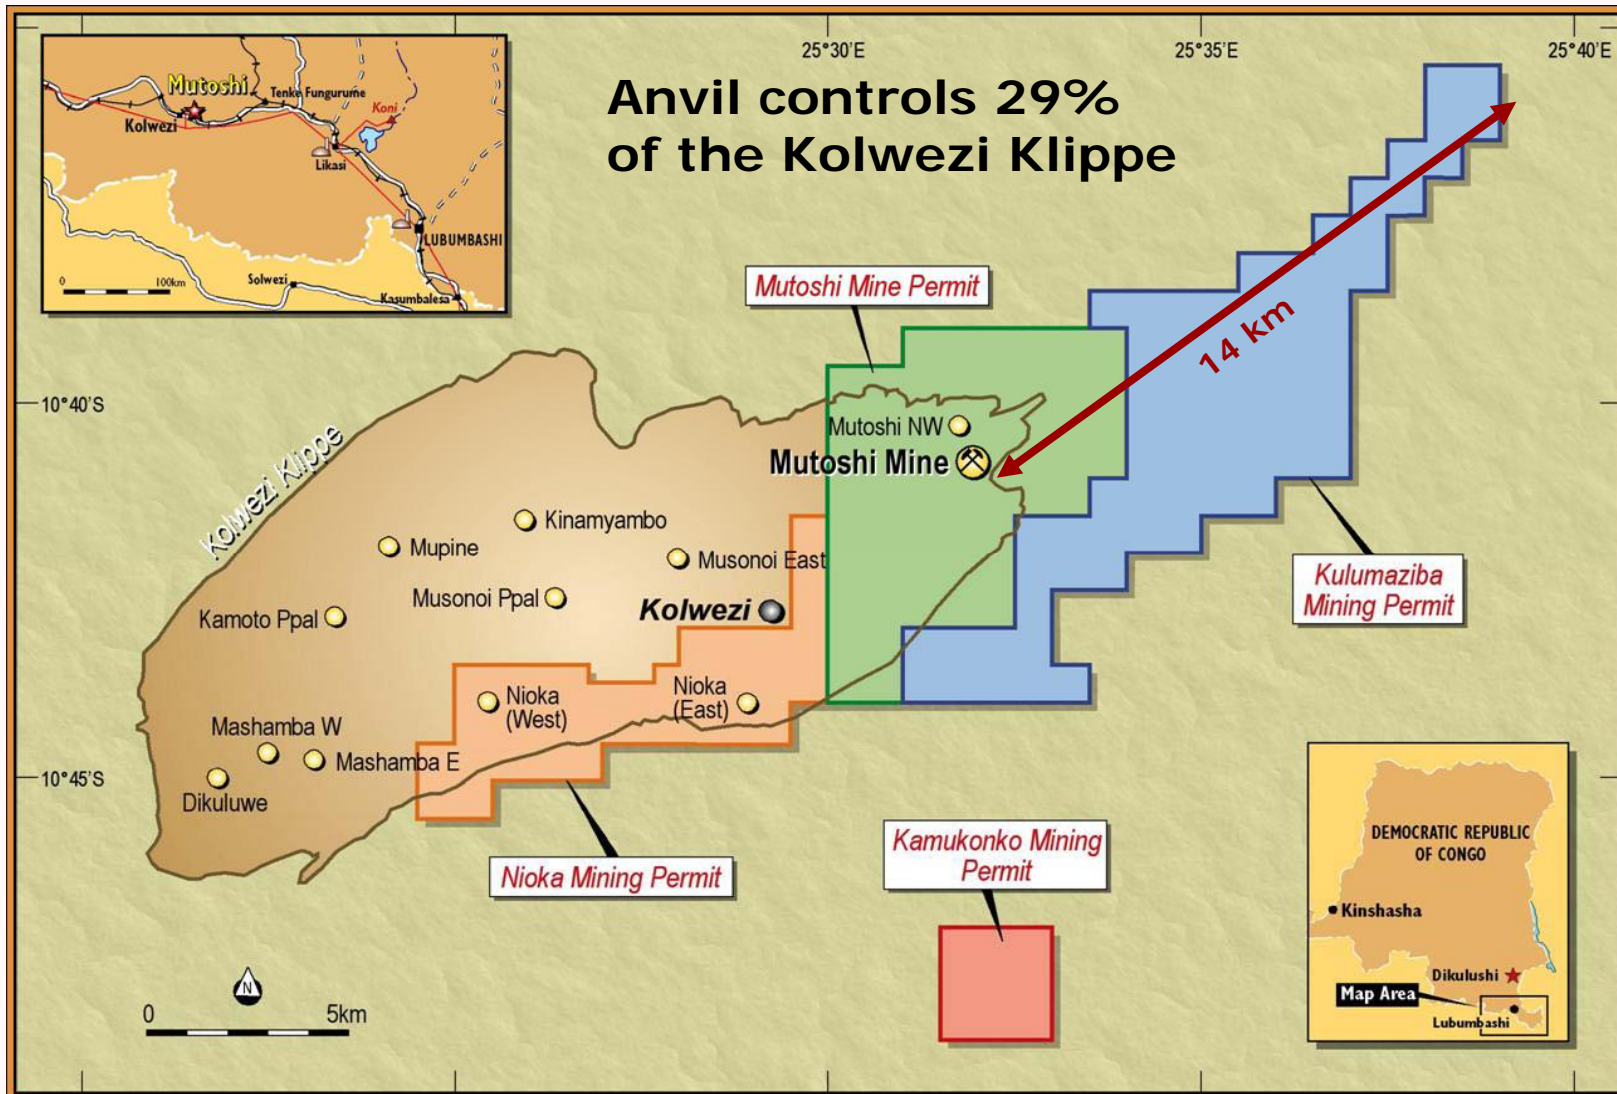 25°30'E
25°35'E
25°40'E
Anvil controls 29%
of the Kolwezi Klippe
Mutoshi
Kolwezi
Tenke Fungurume
Koni
Likasi
LUBUMBASHI
Solwezi
Kasumbalesa
0
100km
14 km
Mutoshi Mine Permit
10°40'S
Kolwezi Klippe
Mutoshi NW
Mutoshi Mine
Kinamyambo
Mupine
Musonoi East
Musonoi Ppal
Kamoto Ppal
Kolwezi
Kulumaziba
Mining Permit
Nioka
(West)
Nioka
(East)
Mashamba W
Mashamba E
10°45'S
Dikuluwe
Nioka Mining Permit
Kamukonko Mining
Permit
DEMOCRATIC REPUBLIC
OF CONGO
Kinshasha
Dikulushi
Map Area
Lubumbashi
N
0
5km